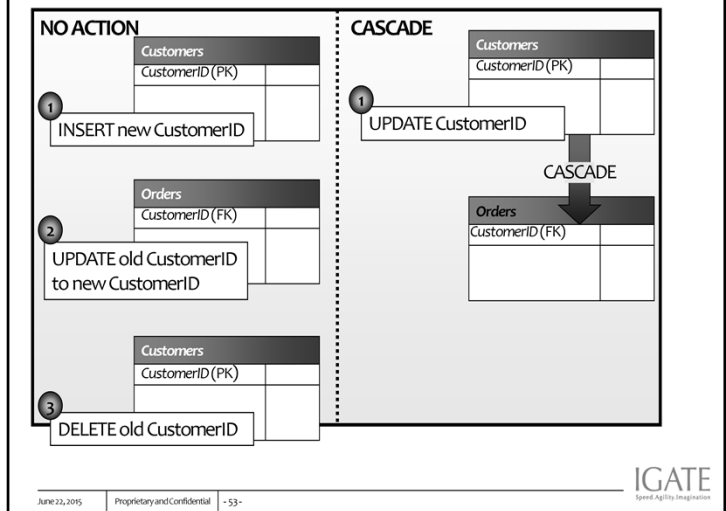 NO ACTION
Customers
CustomerID (PK)
1
INSERT new CustomerID
Orders
CustomerID (FK)
2
UPDATE old CustomerID
to new CustomerID
Customers
CustomerID (PK)
3
DELETE old CustomerID
CASCADE
Customers
CustomerID (PK)
1
UPDATE CustomerID
CASCADE
Orders
CustomerID (FK)
IGATE
Speed.Agility.Imagination
June 22, 2015 Proprietary and Confidential - 53 -